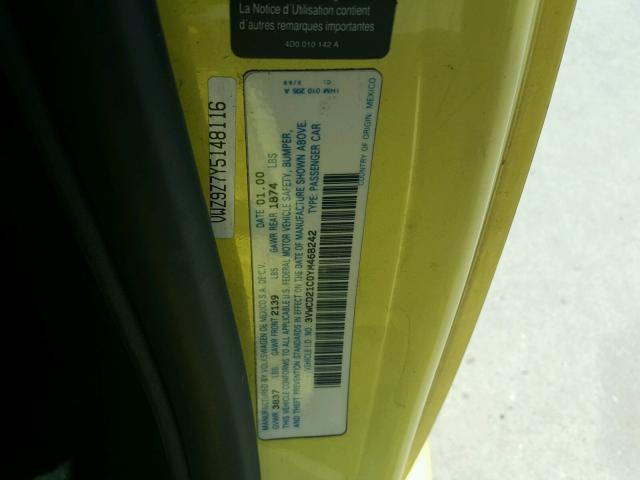 La Notice d'Utilisation contient
d'autres remarques importantes
4D0 010 142 A
VWZ9Z7Y5148116
MANUFACTURED BY VOLKSWAGEN DE MEXICO S.A. DE C.V.
DATE 01.00
GVWR 3837 LBS GAWR FRONT 2139 LBS GAWR REAR 1874 LBS
THIS VEHICLE CONFORMS TO ALL APPLICABLE U.S. FEDERAL MOTOR VEHICLE SAFETY, BUMPER,
AND THEFT PREVENTION STANDARDS IN EFFECT ON THE DATE OF MANUFACTURE SHOWN ABOVE.
VEHICLE I.D. NO.: 3VWCD21C0YM468242 TYPE: PASSENGER CAR
1HM 010 205 A
COUNTRY OF ORIGIN: MEXICO